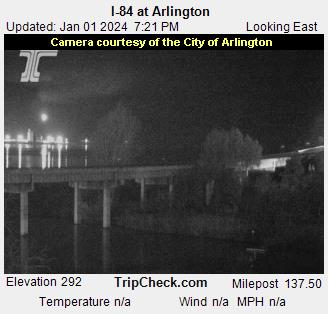 I-84 at Arlington
Updated: Jan 01 2024 7:21 PM Looking East
Camera courtesy of the City of Arlington
Elevation 292 TripCheck.com Milepost 137.50
Temperature n/a Wind n/a MPH n/a